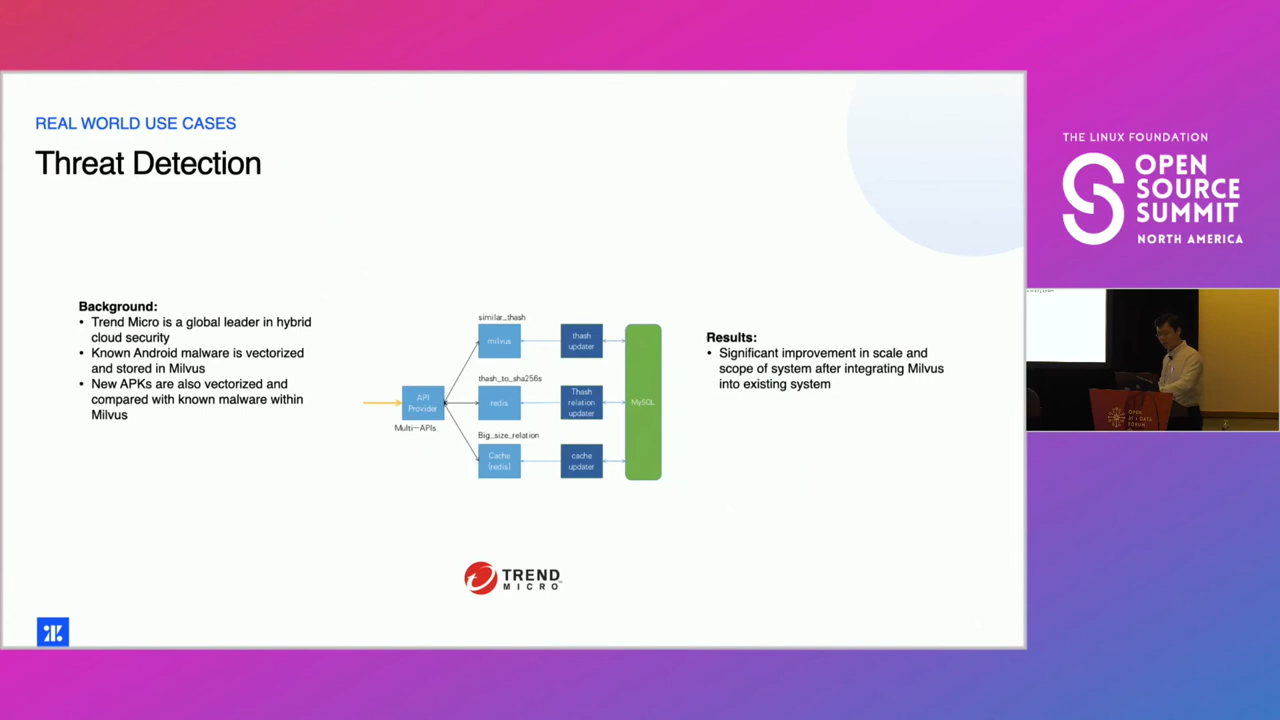 REAL WORLD USE CASES
Threat Detection
Background:
• Trend Micro is a global leader in hybrid
cloud security
• Known Android malware is vectorized
and stored in Milvus
• New APKs are also vectorized and
compared with known malware within
Milvus
similar_thash
milvus
thash
updater
thash_to_sha256s
API
Provider
redis
Thash
relation
updater
MySQL
Multi-APIs
Big_size_relation
Cache
(redis)
cache
updater
Results:
• Significant improvement in scale and
scope of system after integrating Milvus
into existing system
TREND
MICRO
THE LINUX FOUNDATION
OPEN
SOURCE
SUMMIT
NORTH AMERICA
OPEN
AI + DATA
FORUM